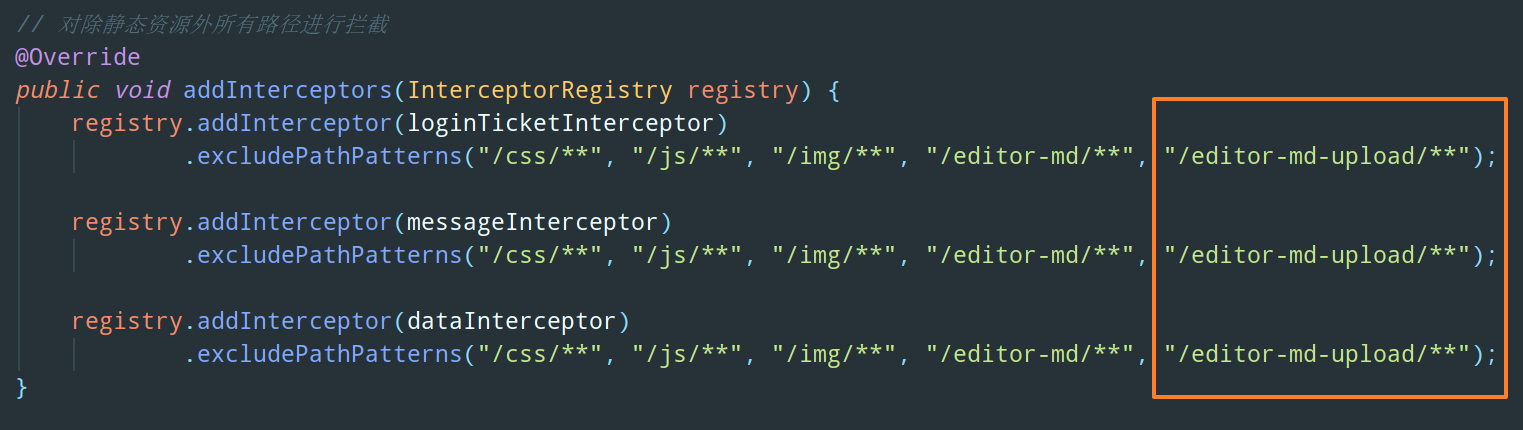 // 对除静态资源外所有路径进行拦截
@Override
public void addInterceptors(InterceptorRegistry registry) {
registry.addInterceptor(loginTicketInterceptor)
.excludePathPatterns("/css/**", "/js/**", "/img/**", "/editor-md/**", "/editor-md-upload/**");
registry.addInterceptor(messageInterceptor)
.excludePathPatterns("/css/**", "/js/**", "/img/**", "/editor-md/**", "/editor-md-upload/**");
registry.addInterceptor(dataInterceptor)
.excludePathPatterns("/css/**", "/js/**", "/img/**", "/editor-md/**", "/editor-md-upload/**");
}